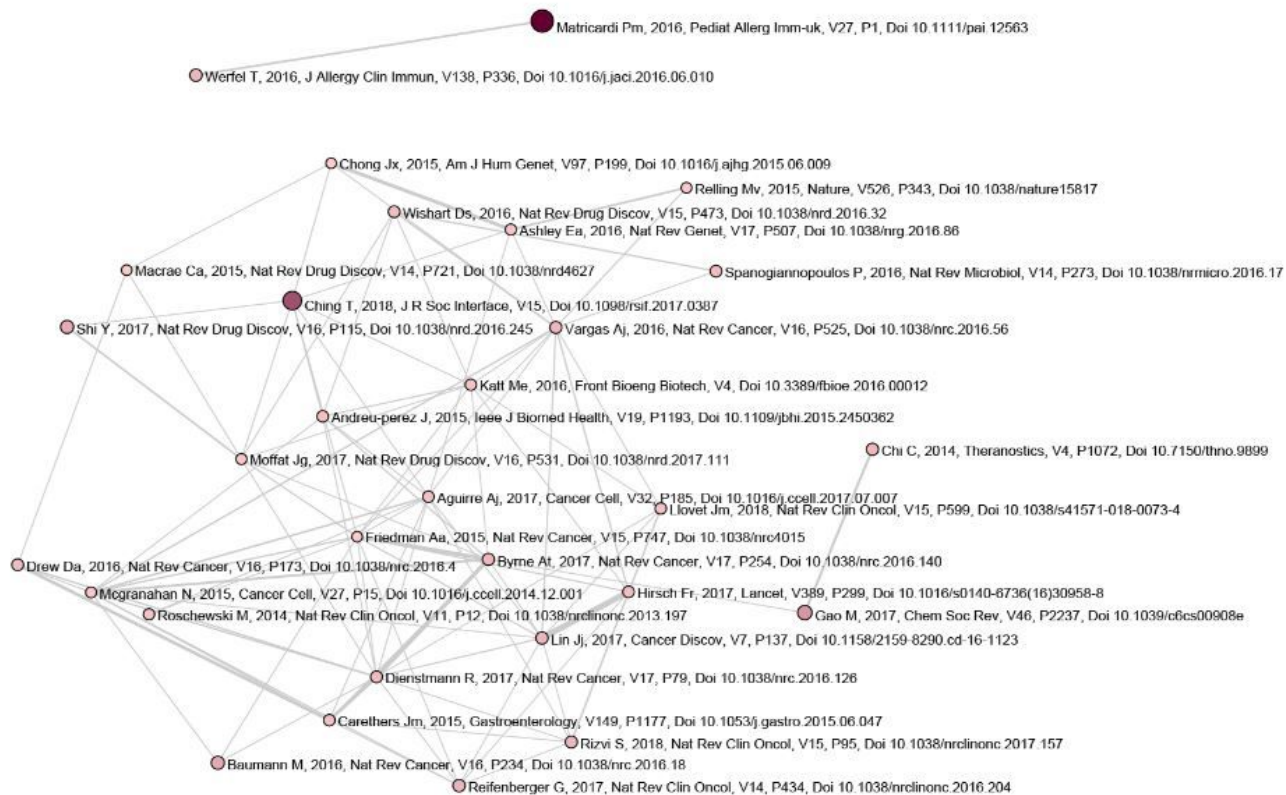 Matricardi Pm, 2016, Pediat Allerg Imm-uk, V27, P1, Doi 10.1111/pai.12563
Werfel T, 2016, J Allergy Clin Immun, V138, P336, Doi 10.1016/j.jaci.2016.06.010
Chong Jx, 2015, Am J Hum Genet, V97, P199, Doi 10.1016/j.ajhg.2015.06.009
Relling Mv, 2015, Nature, V526, P343, Doi 10.1038/nature15817
Wishart Ds, 2016, Nat Rev Drug Discov, V15, P473, Doi 10.1038/nrd.2016.32
Ashley Ea, 2016, Nat Rev Genet, V17, P507, Doi 10.1038/nrg.2016.86
Macrae Ca, 2015, Nat Rev Drug Discov, V14, P721, Doi 10.1038/nrd4627
Spanogiannopoulos P, 2016, Nat Rev Microbiol, V14, P273, Doi 10.1038/nrmicro.2016.17
Ching T, 2018, J R Soc Interface, V15, Doi 10.1098/rsif.2017.0387
Shi Y, 2017, Nat Rev Drug Discov, V16, P115, Doi 10.1038/nrd.2016.245
Vargas Aj, 2016, Nat Rev Cancer, V16, P525, Doi 10.1038/nrc.2016.56
Katt Me, 2016, Front Bioeng Biotech, V4, Doi 10.3389/fbioe.2016.00012
Andreu-perez J, 2015, Ieee J Biomed Health, V19, P1193, Doi 10.1109/jbhi.2015.2450362
Chi C, 2014, Theranostics, V4, P1072, Doi 10.7150/thno.9899
Moffat Jg, 2017, Nat Rev Drug Discov, V16, P531, Doi 10.1038/nrd.2017.111
Aguirre Aj, 2017, Cancer Cell, V32, P185, Doi 10.1016/j.ccell.2017.07.007
Llovet Jm, 2018, Nat Rev Clin Oncol, V15, P599, Doi 10.1038/s41571-018-0073-4
Friedman Aa, 2015, Nat Rev Cancer, V15, P747, Doi 10.1038/nrc4015
Byrne At, 2017, Nat Rev Cancer, V17, P254, Doi 10.1038/nrc.2016.140
Drew Da, 2016, Nat Rev Cancer, V16, P173, Doi 10.1038/nrc.2016.4
Mcgranahan N, 2015, Cancer Cell, V27, P15, Doi 10.1016/j.ccell.2014.12.001
Hirsch Fr, 2017, Lancet, V389, P299, Doi 10.1016/s0140-6736(16)30958-8
Roschewski M, 2014, Nat Rev Clin Oncol, V11, P12, Doi 10.1038/nrclinonc.2013.197
Gao M, 2017, Chem Soc Rev, V46, P2237, Doi 10.1039/c6cs00908e
Lin Jj, 2017, Cancer Discov, V7, P137, Doi 10.1158/2159-8290.cd-16-1123
Dienstmann R, 2017, Nat Rev Cancer, V17, P79, Doi 10.1038/nrc.2016.126
Carethers Jm, 2015, Gastroenterology, V149, P1177, Doi 10.1053/j.gastro.2015.06.047
Rizvi S, 2018, Nat Rev Clin Oncol, V15, P95, Doi 10.1038/nrclinonc.2017.157
Baumann M, 2016, Nat Rev Cancer, V16, P234, Doi 10.1038/nrc.2016.18
Reifenberger G, 2017, Nat Rev Clin Oncol, V14, P434, Doi 10.1038/nrclinonc.2016.204